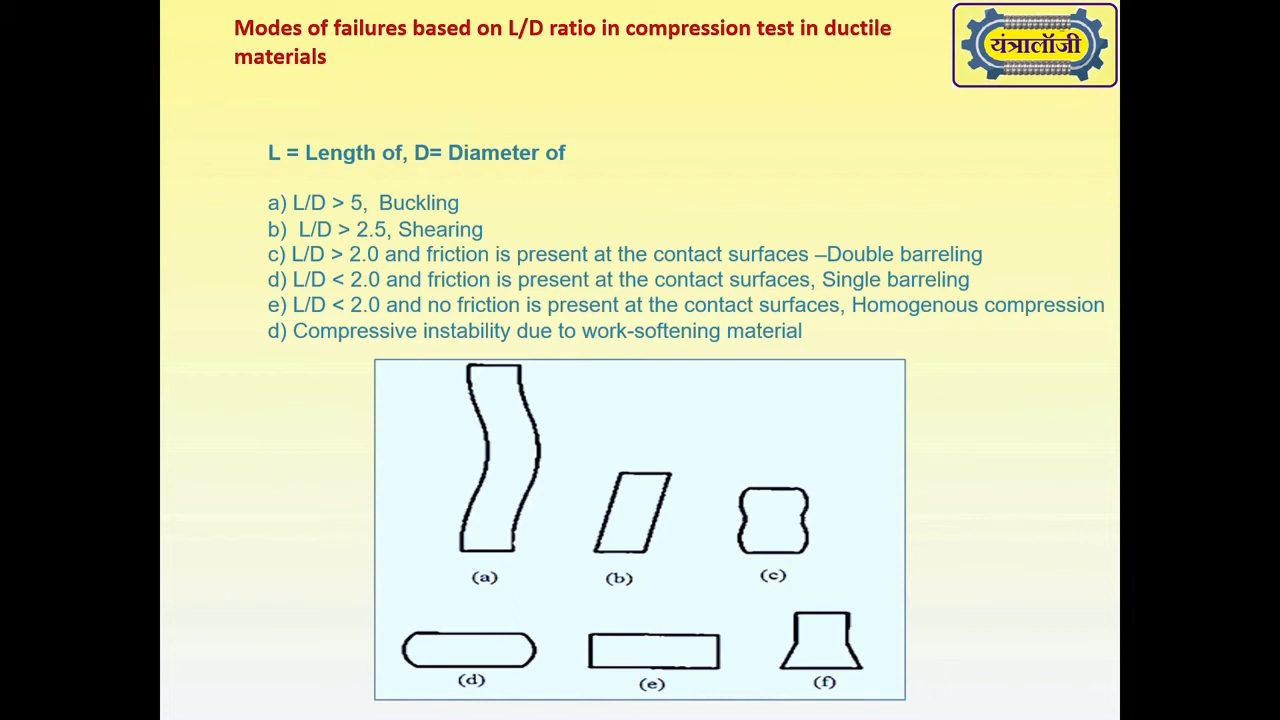 Modes of failures based on L/D ratio in compression test in ductile
materials
यंत्रालॉजी
L = Length of, D= Diameter of
a) L/D > 5, Buckling
b) L/D > 2.5, Shearing
c) L/D > 2.0 and friction is present at the contact surfaces –Double barreling
d) L/D < 2.0 and friction is present at the contact surfaces, Single barreling
e) L/D < 2.0 and no friction is present at the contact surfaces, Homogenous compression
d) Compressive instability due to work-softening material
(a)
(b)
(c)
(d)
(e)
(f)